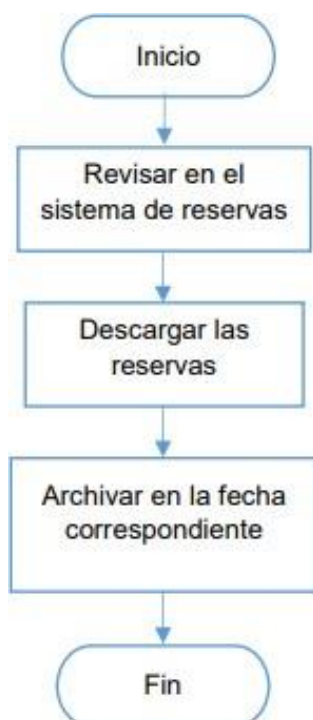 Inicio
Revisar en el
sistema de reservas
Descargar las
reservas
Archivar en la fecha
correspondiente
Fin